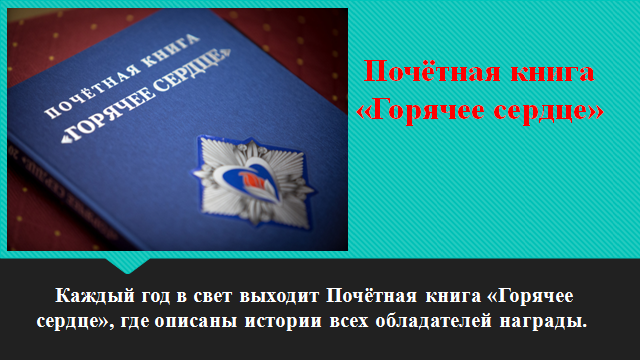 ПОЧЁТНАЯ КНИГА
«ГОРЯЧЕЕ СЕРДЦЕ»
Почётная книга
«Горячее сердце»
Каждый год в свет выходит Почётная книга «Горячее
сердце», где описаны истории всех обладателей награды.